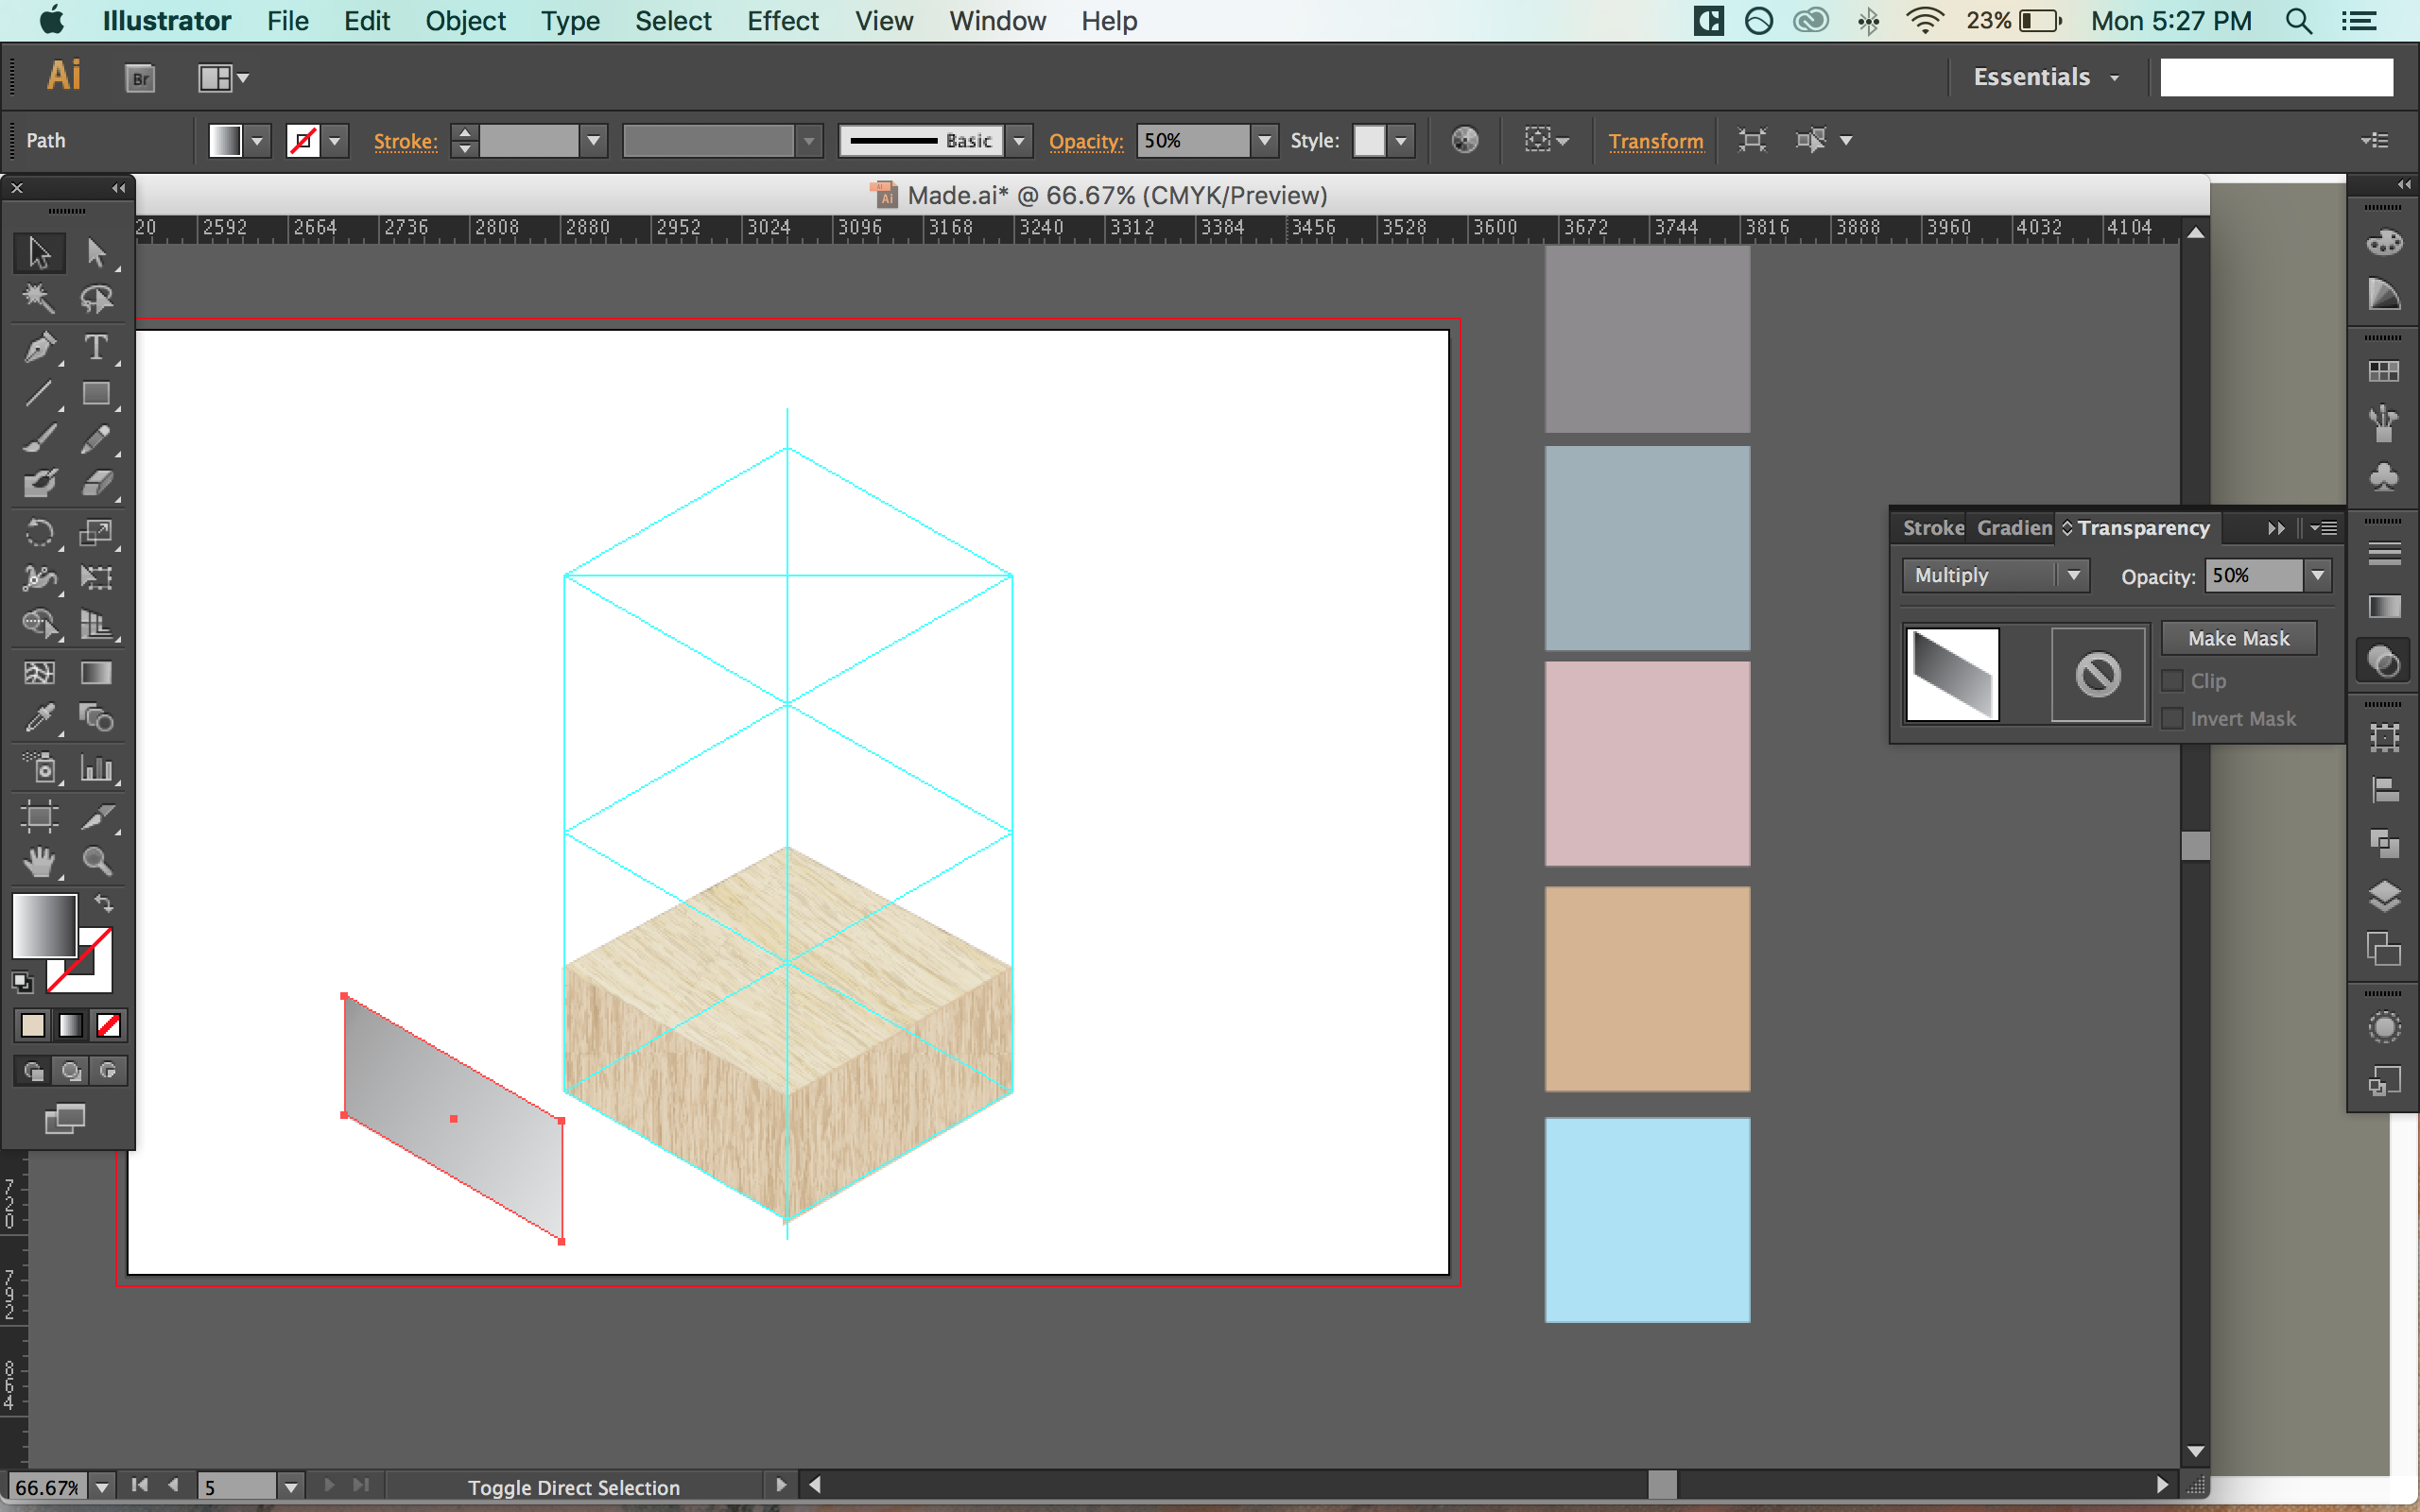 Illustrator File Edit Object Type Select Effect View Window Help 23% Mon 5:27 PM
Ai Br Essentials
Path Stroke: Basic Opacity: 50% Style: Transform
Made.ai* @ 66.67% (CMYK/Preview)
20 2592 2664 2736 2808 2880 2952 3024 3096 3168 3240 3312 3384 3456 3528 3600 3672 3744 3816 3888 3960 4032 4104
T
Stroke Gradien Transparency
Multiply Opacity: 50%
Make Mask
Clip
Invert Mask
720
792
864
66.67% 5 Toggle Direct Selection